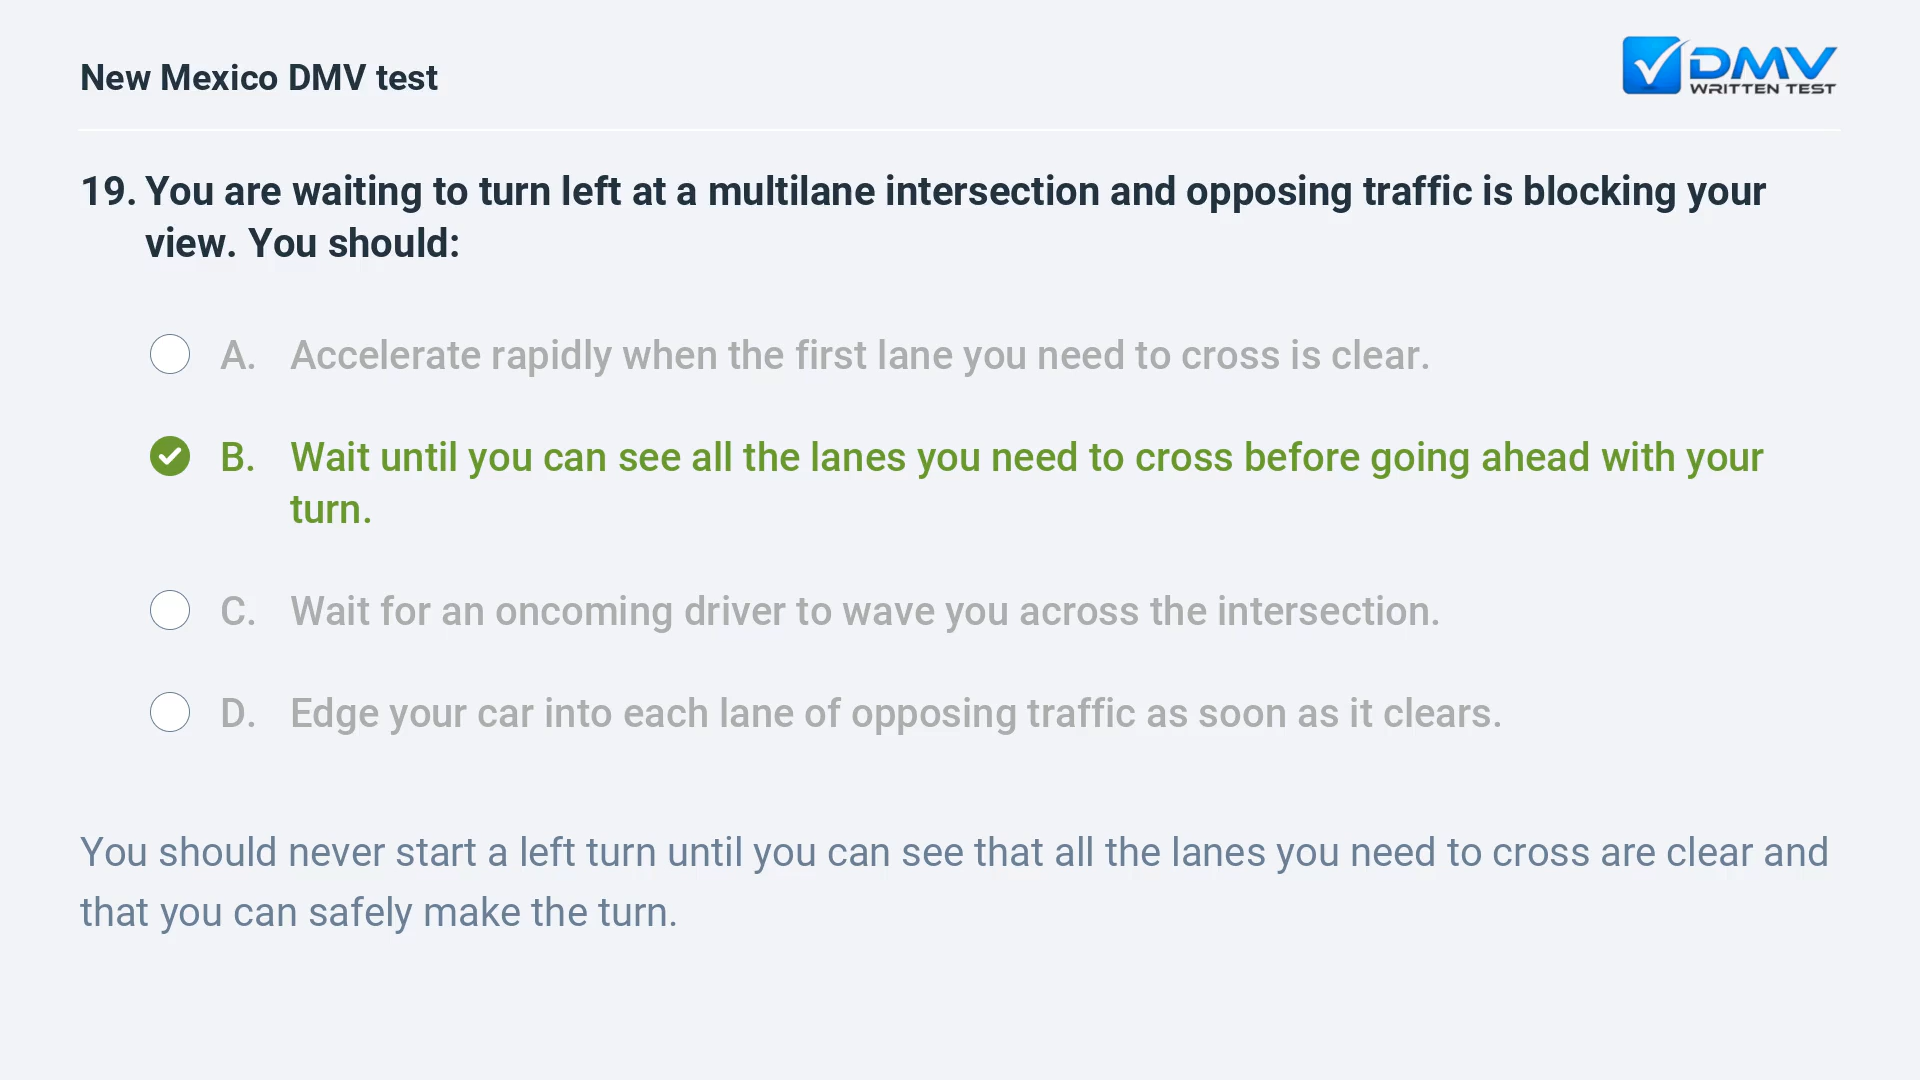 New Mexico DMV test
DMV
WRITTEN TEST
19. You are waiting to turn left at a multilane intersection and opposing traffic is blocking your
view. You should:
A. Accelerate rapidly when the first lane you need to cross is clear.
B. Wait until you can see all the lanes you need to cross before going ahead with your
turn.
C. Wait for an oncoming driver to wave you across the intersection.
D. Edge your car into each lane of opposing traffic as soon as it clears.
You should never start a left turn until you can see that all the lanes you need to cross are clear and
that you can safely make the turn.